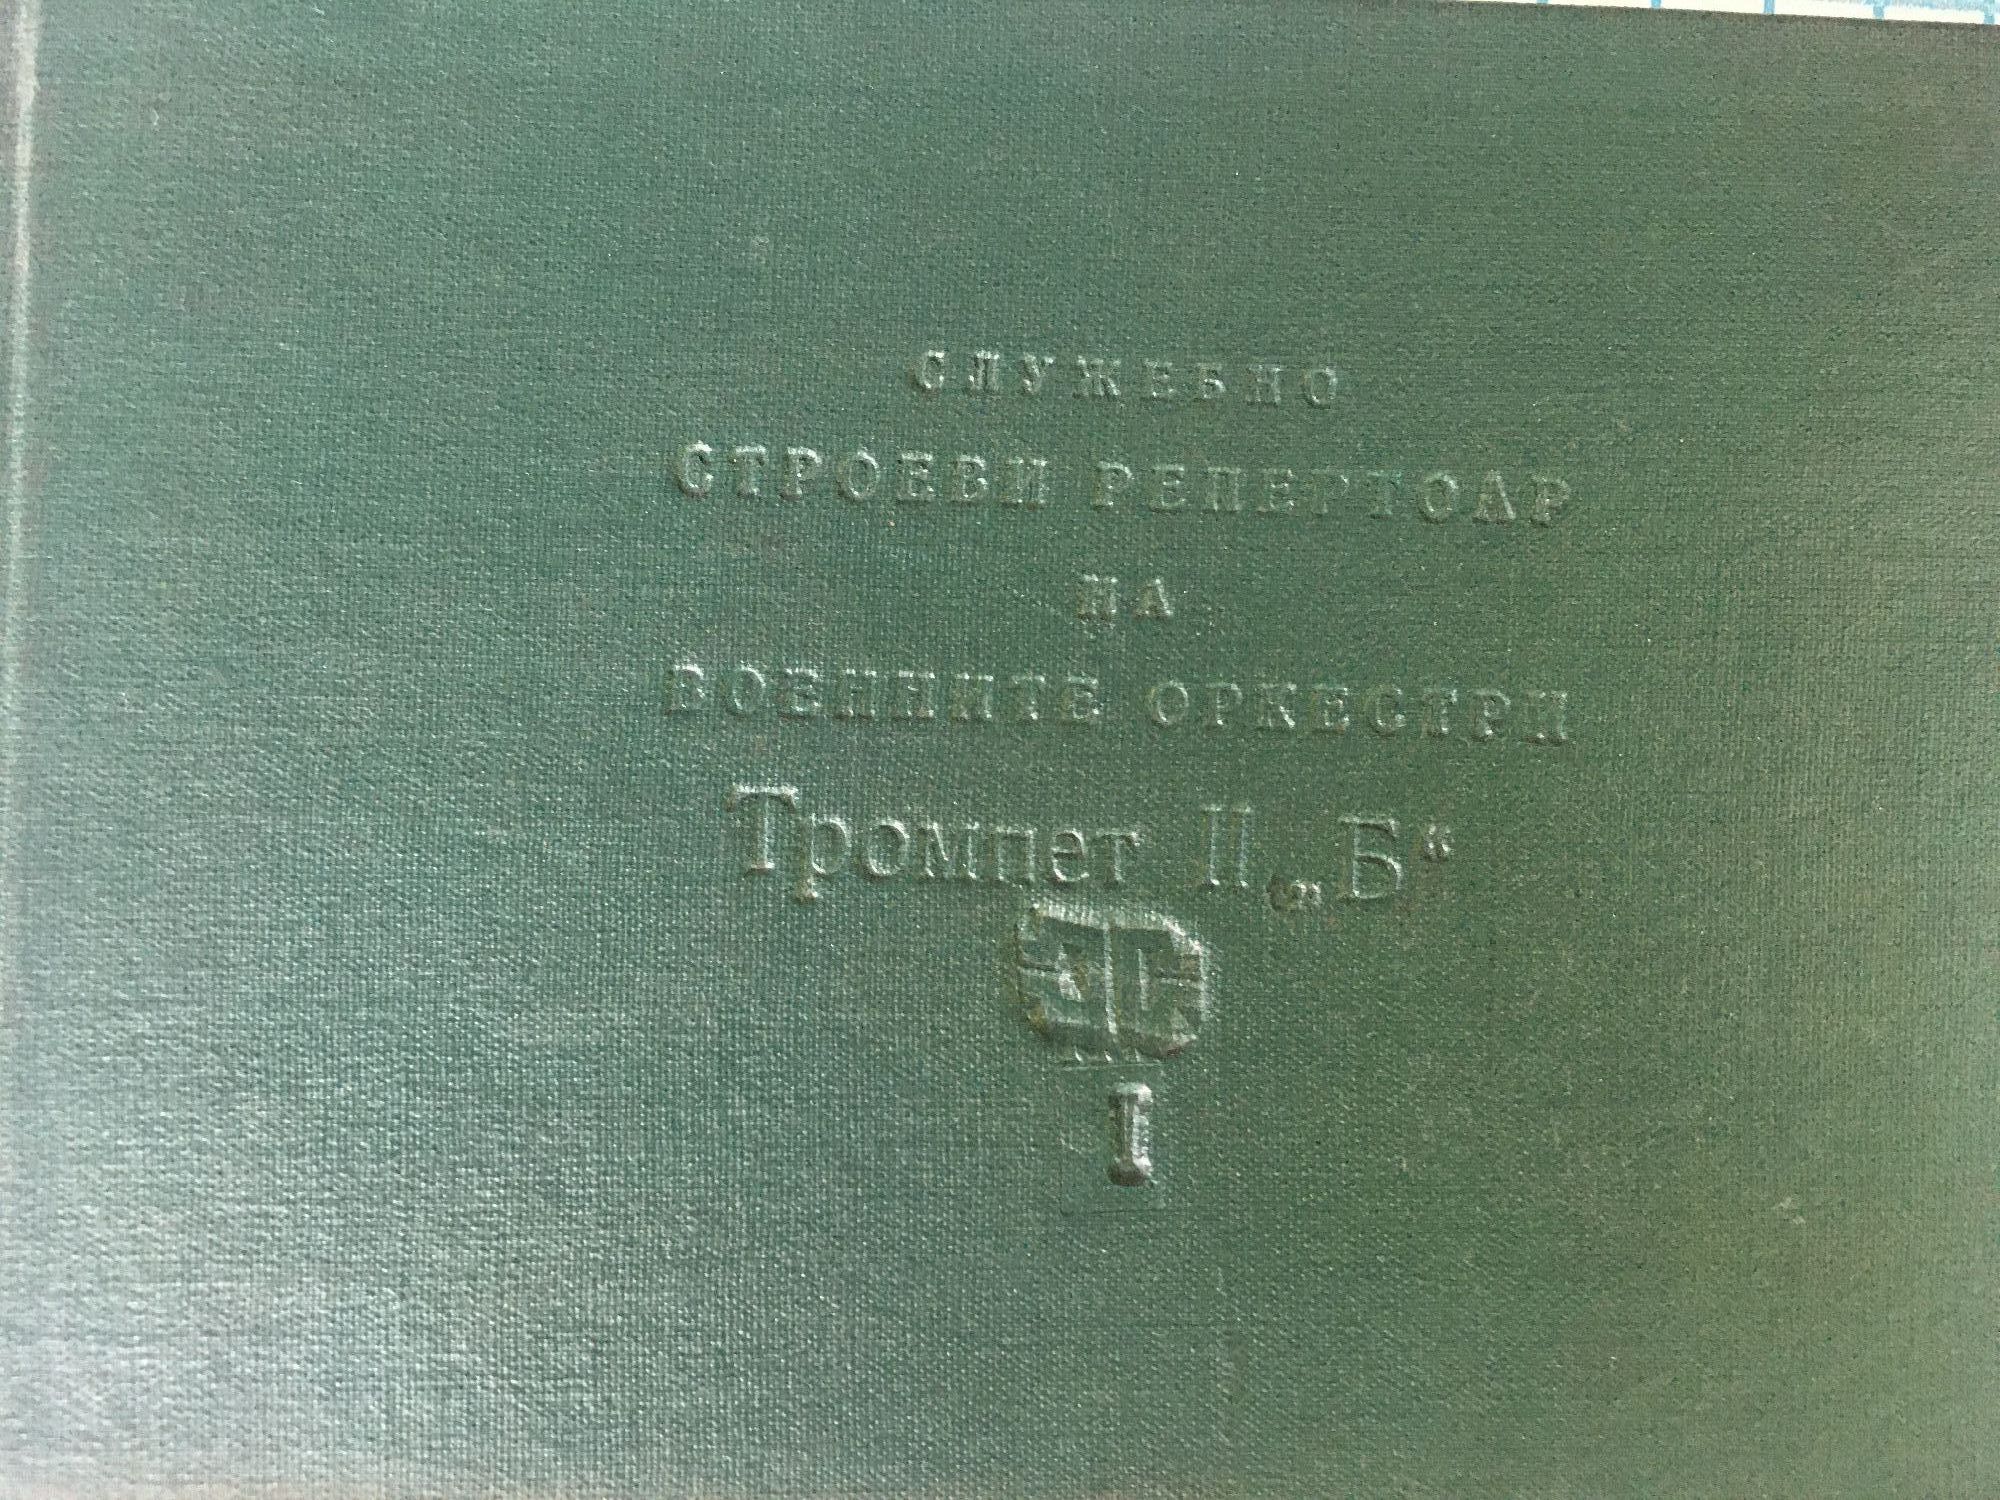 СЛУЖЕБНО
СТРОЕВИ РЕПЕРТОАР
НА
ВОЕННИТЕ ОРКЕСТРИ
Тромпет II „Б“
I